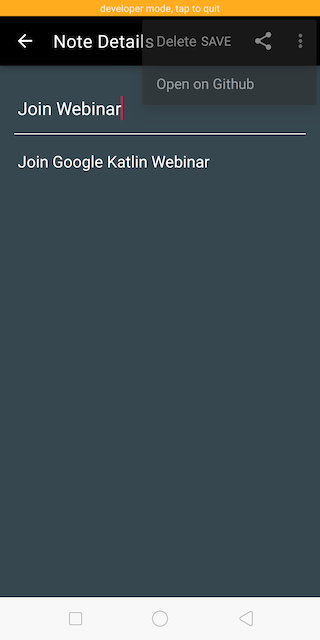 developer mode, tap to quit
Note Details Delete SAVE
Open on Github
Join Webinar
Join Google Katlin Webinar